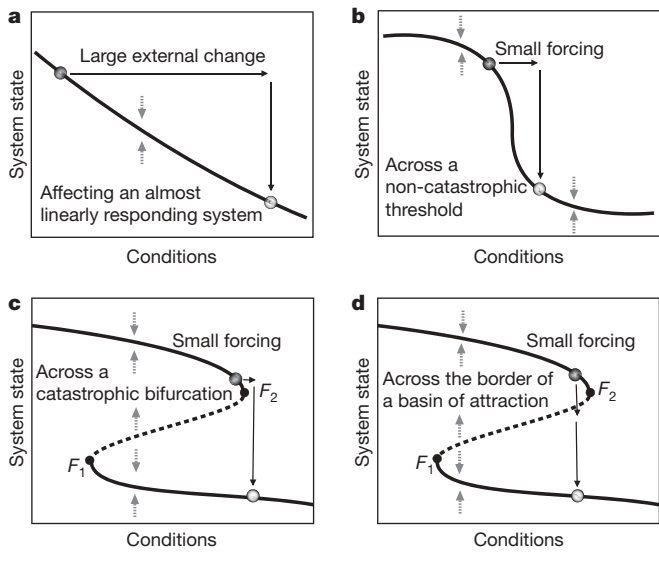 a
Large external change
System state
Affecting an almost
linearly responding system
Conditions
b
Small forcing
System state
Across a
non-catastrophic
threshold
Conditions
c
Small forcing
System state
Across a
catastrophic bifurcation
F2
F1
Conditions
d
Small forcing
System state
Across the border of
a basin of attraction
F2
F1
Conditions